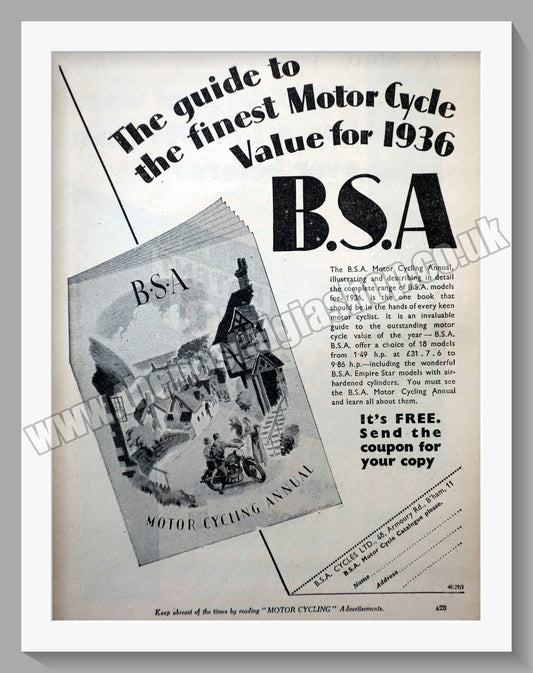 The guide to
the finest Motor Cycle
Value for 1936
B.S.A
The B.S.A. Motor Cycling Annual,
illustrating and describing in detail
the complete range of B.S.A. models
for 1936, is the one book that
should be in the hands of every keen
motor cyclist. It is an invaluable
guide to the outstanding motor
cycle value of the year — B.S.A.
B.S.A. offer a choice of 18 models
from 1·49 h.p. at £31 . 7 . 6 to
9·86 h.p.—including the wonderful
B.S.A. Empire Star models with air-
hardened cylinders. You must see
the B.S.A. Motor Cycling Annual
and learn all about them.
It's FREE.
Send the
coupon for
your copy
B·S·A
MOTOR CYCLING ANNUAL
B.S.A. CYCLES LTD., 48, Armoury Rd., B'ham, 11
B.S.A. Motor Cycle Catalogue please.
Name
Address
Keep abreast of the times by reading "MOTOR CYCLING" Advertisements.
A23